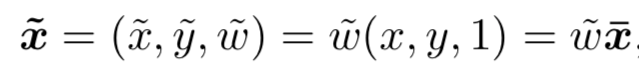 𝒙̃ = (x̃, ỹ, w̃) = w̃(x, y, 1) = w̃𝒙̄,